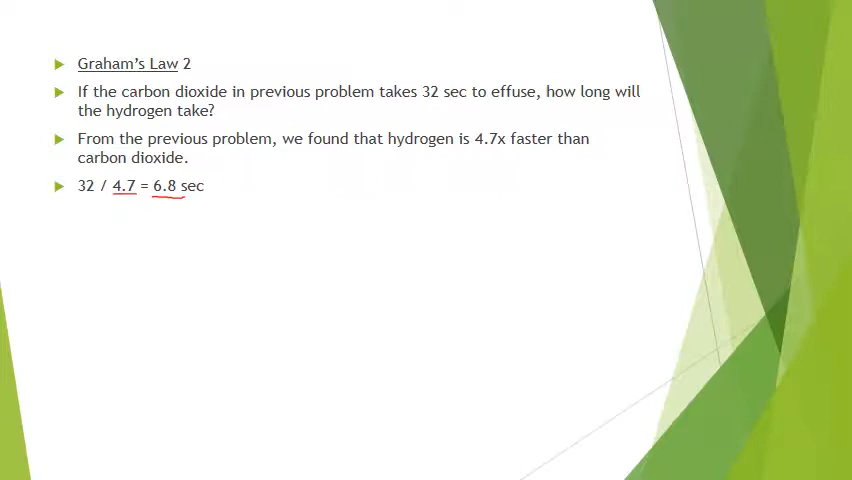 Graham's Law 2
If the carbon dioxide in previous problem takes 32 sec to effuse, how long will
the hydrogen take?
From the previous problem, we found that hydrogen is 4.7x faster than
carbon dioxide.
32 / 4.7 = 6.8 sec